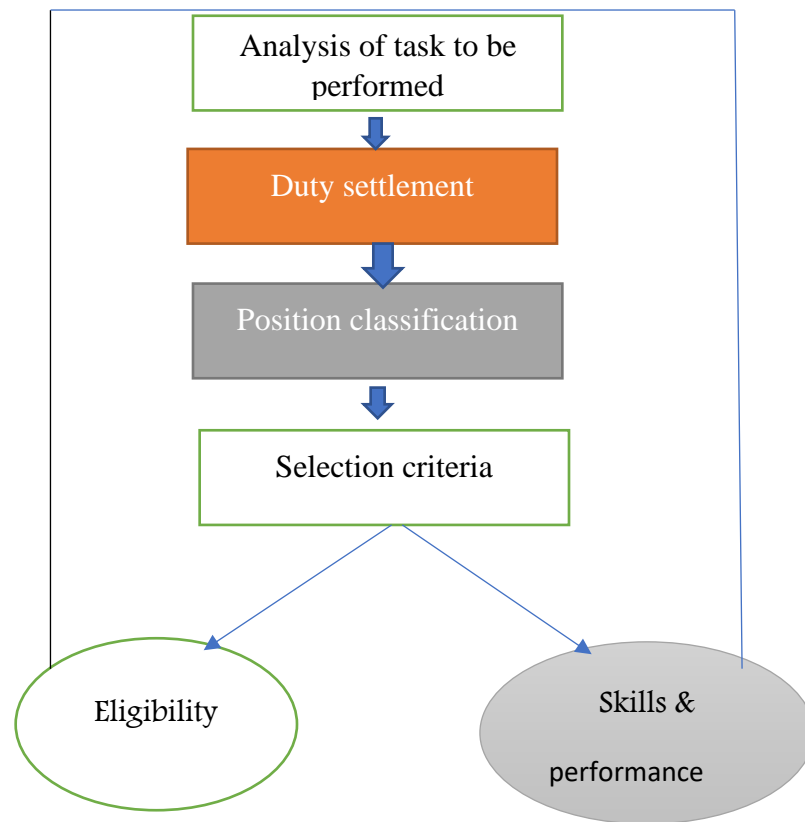 Analysis of task to be
performed
Duty settlement
Position classification
Selection criteria
Eligibility
Skills &
performance